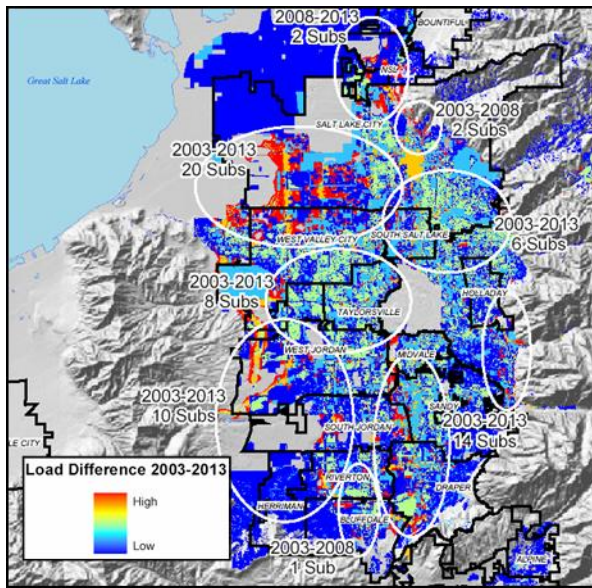 2008-2013
2 Subs
BOUNTIFUL
Great Salt Lake
NSL
SALT LAKE CITY
2003-2008
2 Subs
2003-2013
20 Subs
WEST VALLEY CITY
SOUTH SALT LAKE
2003-2013
6 Subs
2003-2013
8 Subs
HOLLADAY
TAYLORSVILLE
WEST JORDAN
MIDVALE
2003-2013
10 Subs
SANDY
2003-2013
14 Subs
SOUTH JORDAN
LE CITY
Load Difference 2003-2013
High
Low
RIVERTON
DRAPER
HERRIMAN
BLUFFDALE
2003-2008
1 Sub
ALPINE